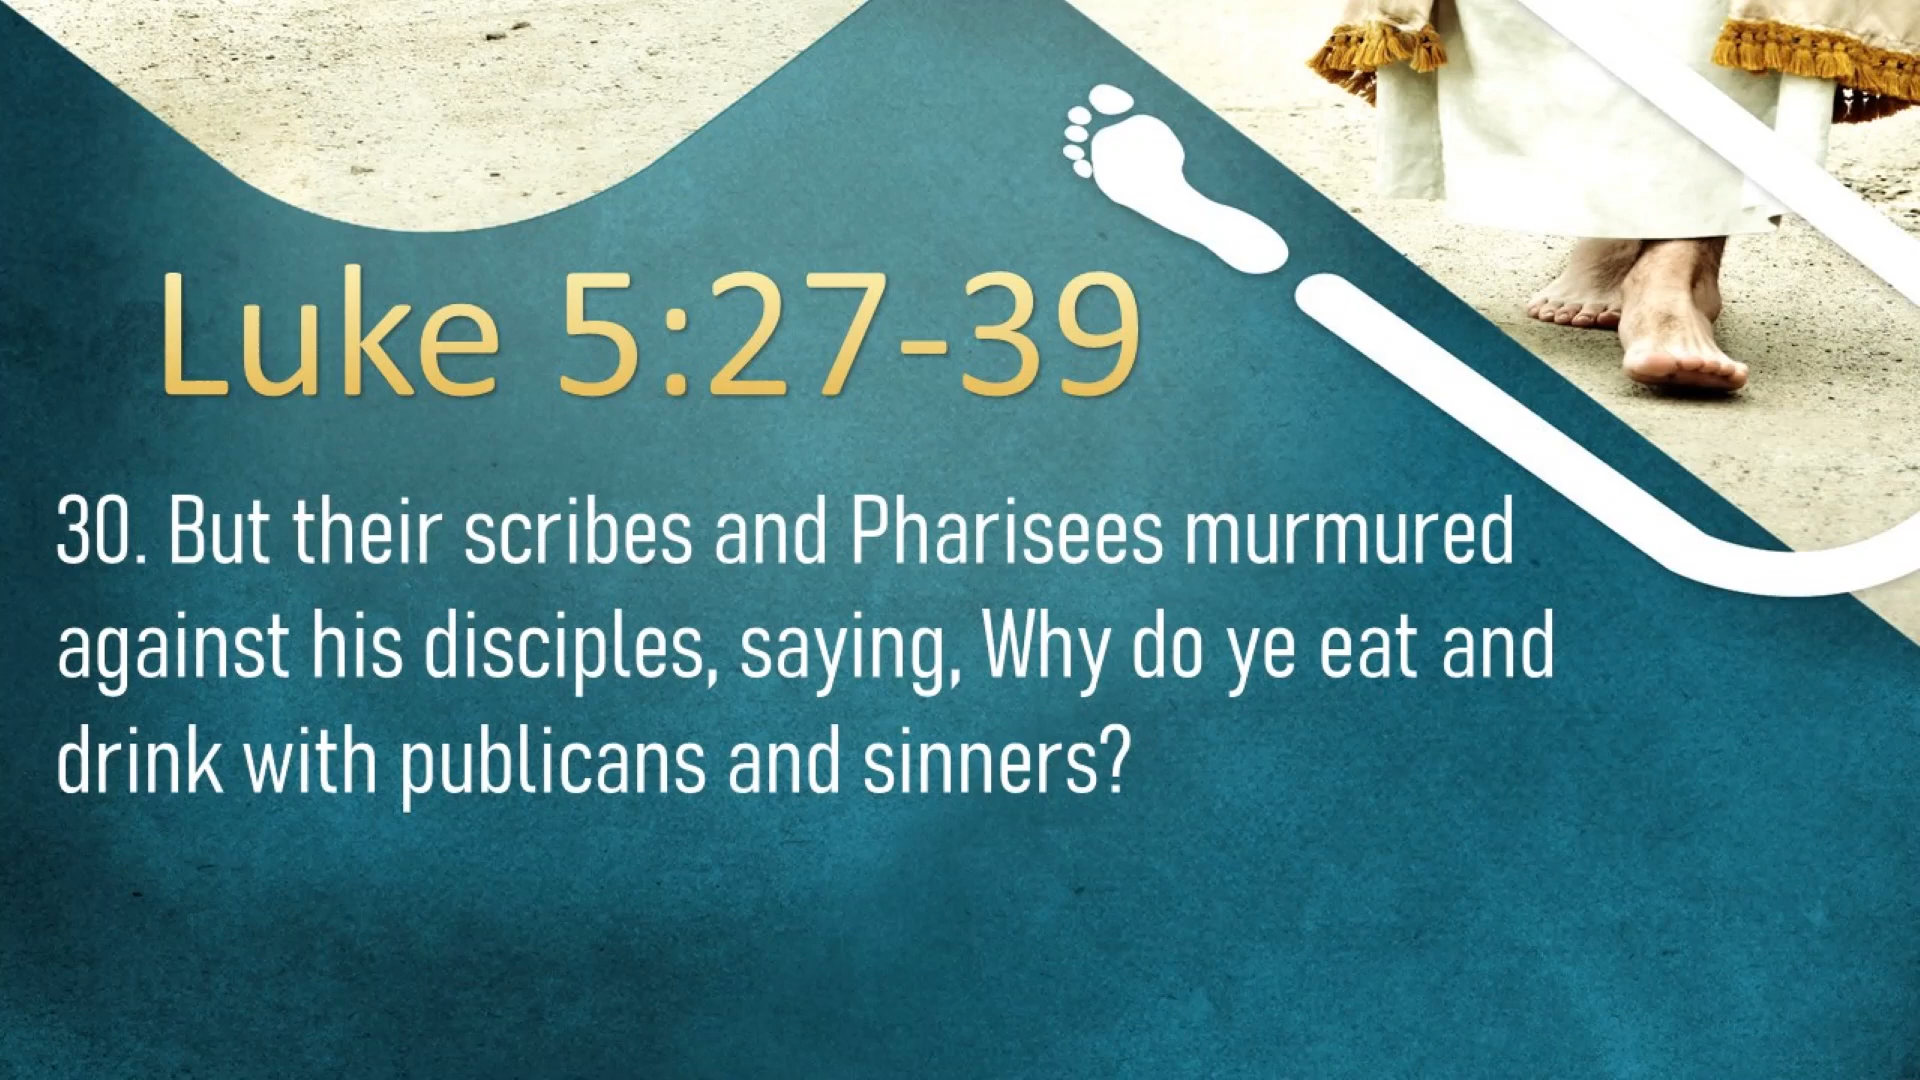 Luke 5:27-39
30. But their scribes and Pharisees murmured
against his disciples, saying, Why do ye eat and
drink with publicans and sinners?